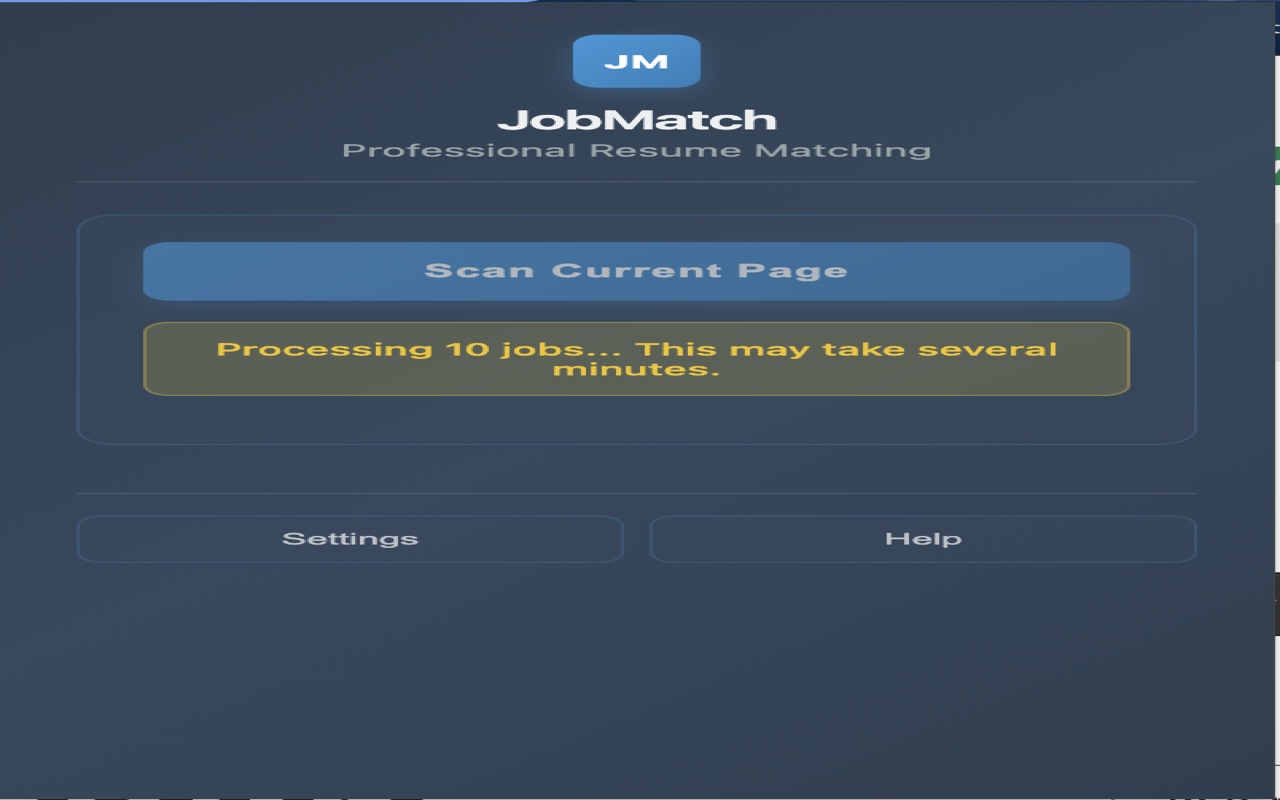 JM
JobMatch
Professional Resume Matching
Scan Current Page
Processing 10 jobs... This may take several
minutes.
Settings
Help